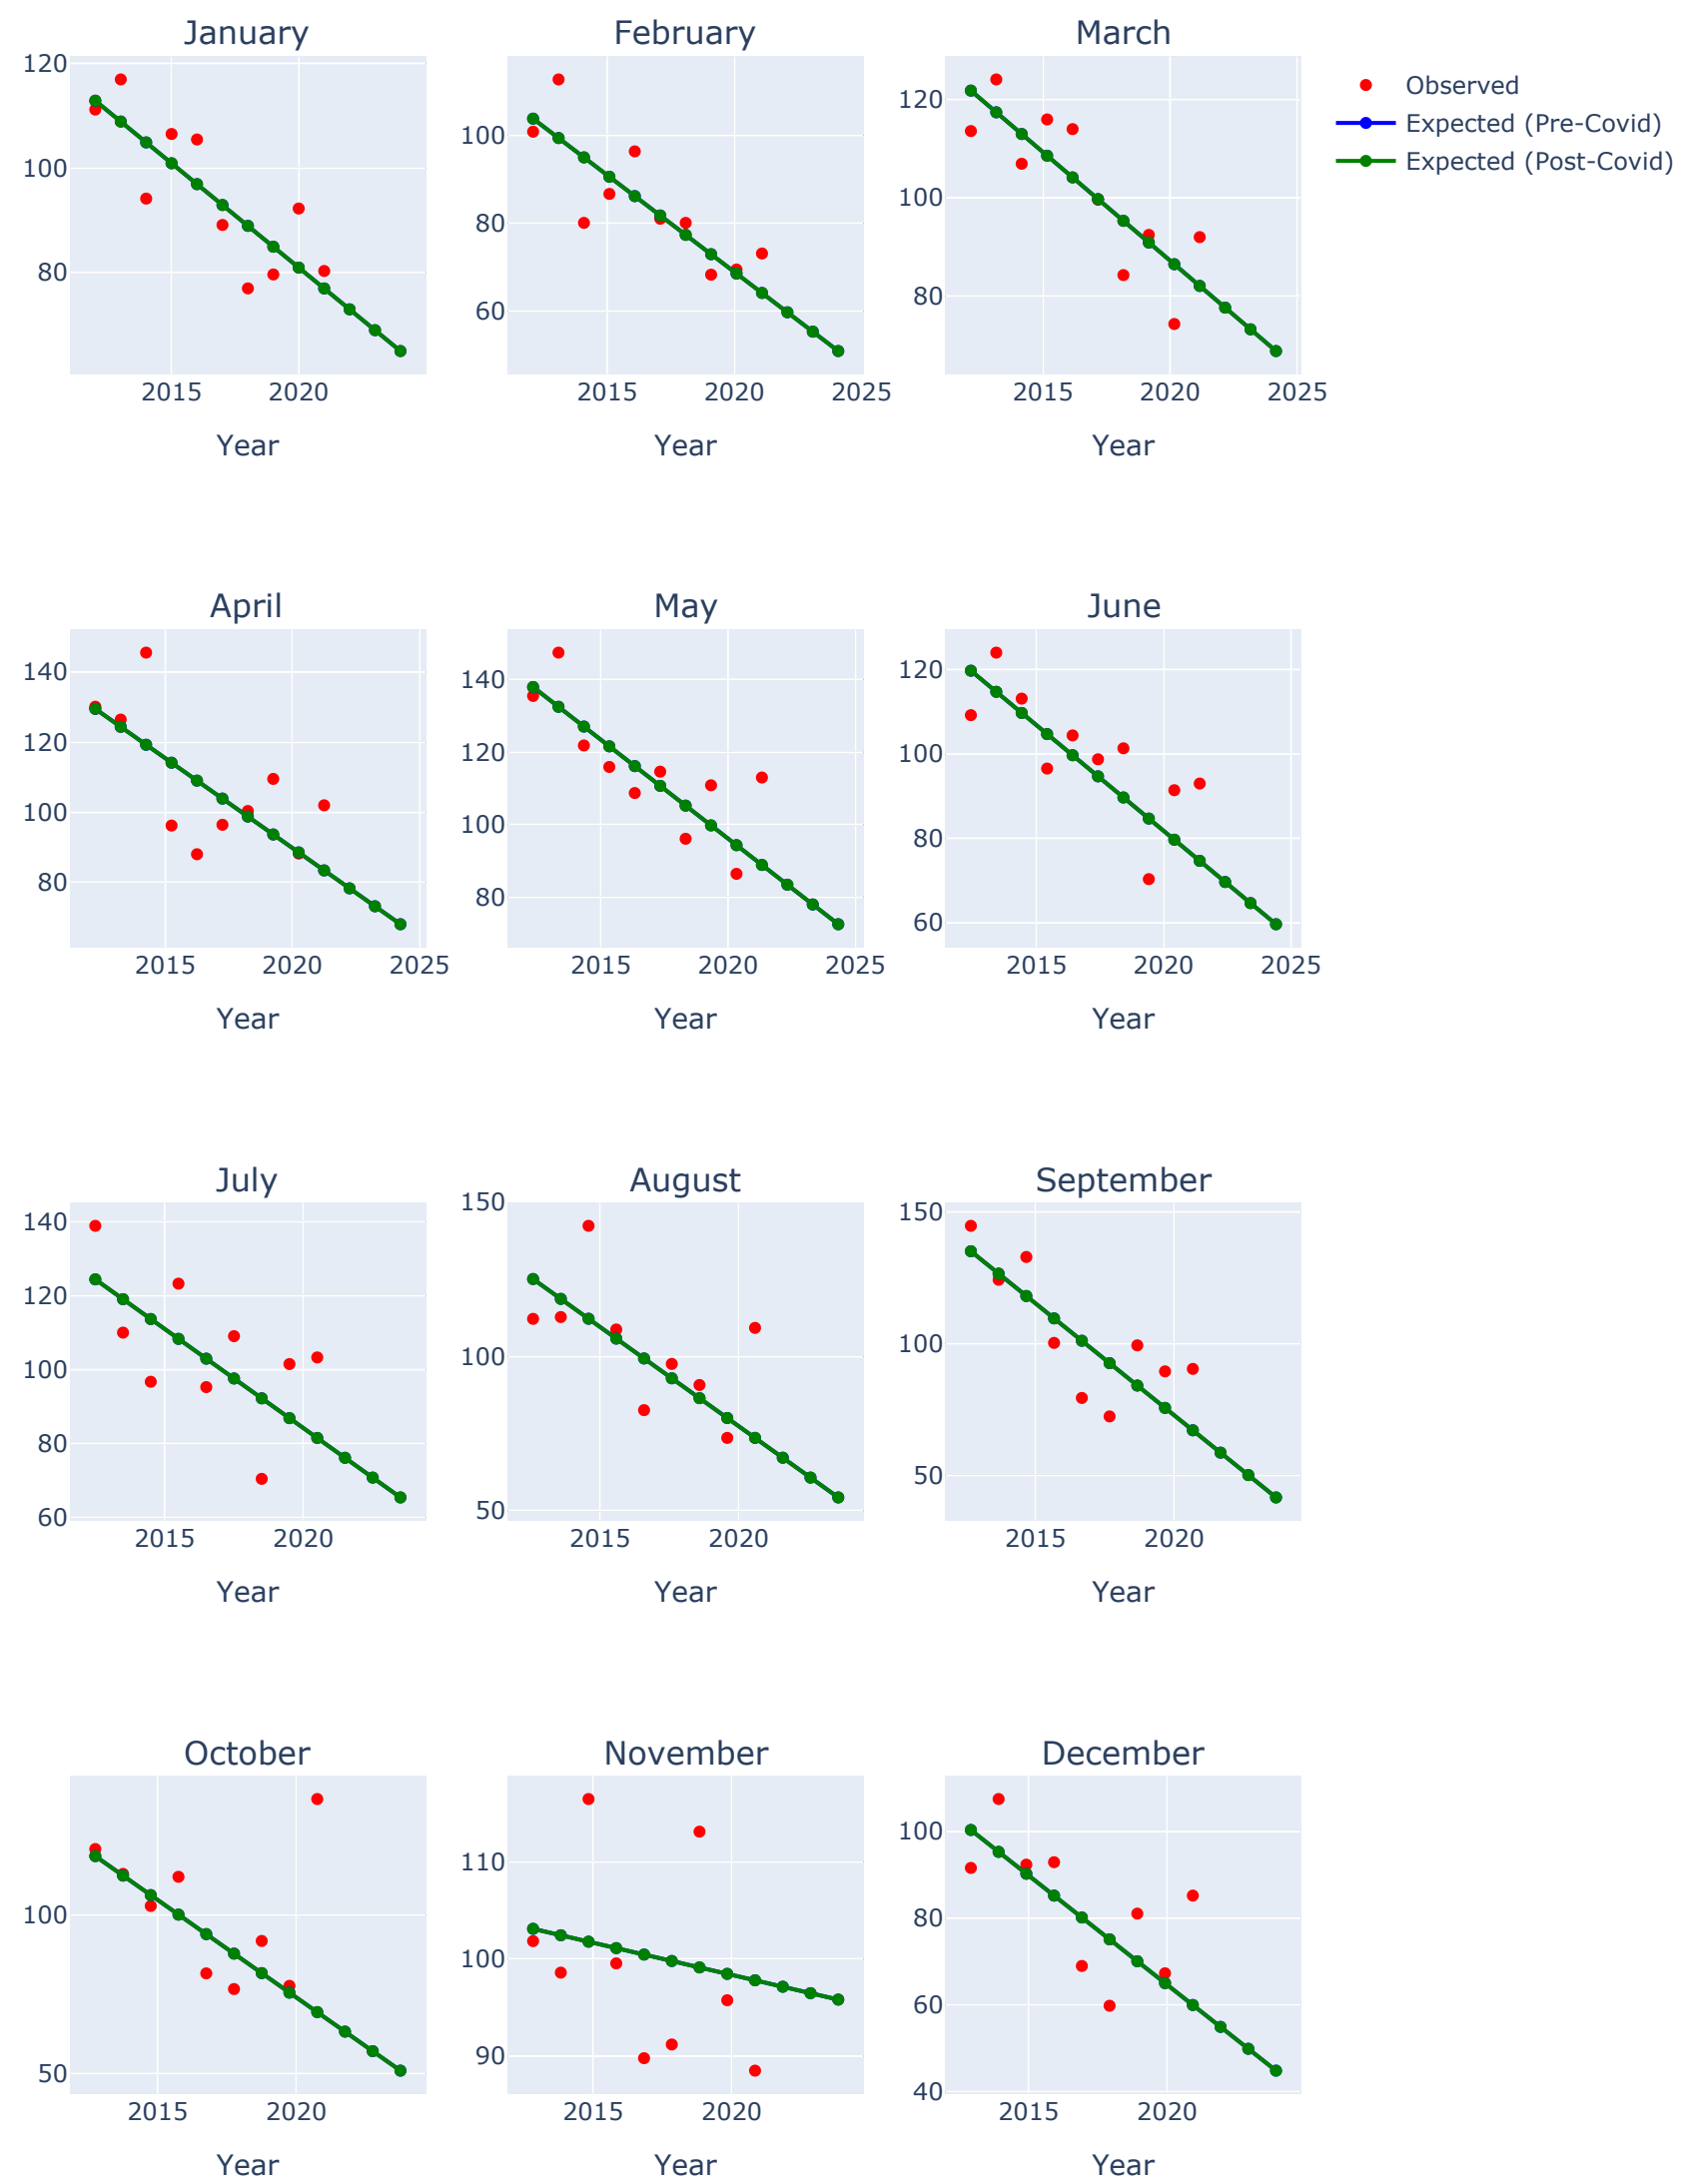 January
120
100
80
2015
2020
Year
February
100
80
60
2015
2020
2025
Year
March
120
100
80
2015
2020
2025
Year
Observed
Expected (Pre-Covid)
Expected (Post-Covid)
April
140
120
100
80
2015
2020
2025
Year
May
140
120
100
80
2015
2020
2025
Year
June
120
100
80
60
2015
2020
2025
Year
July
140
120
100
80
60
2015
2020
Year
August
150
100
50
2015
2020
Year
September
150
100
50
2015
2020
Year
October
100
50
2015
2020
Year
November
110
100
90
2015
2020
Year
December
100
80
60
40
2015
2020
Year